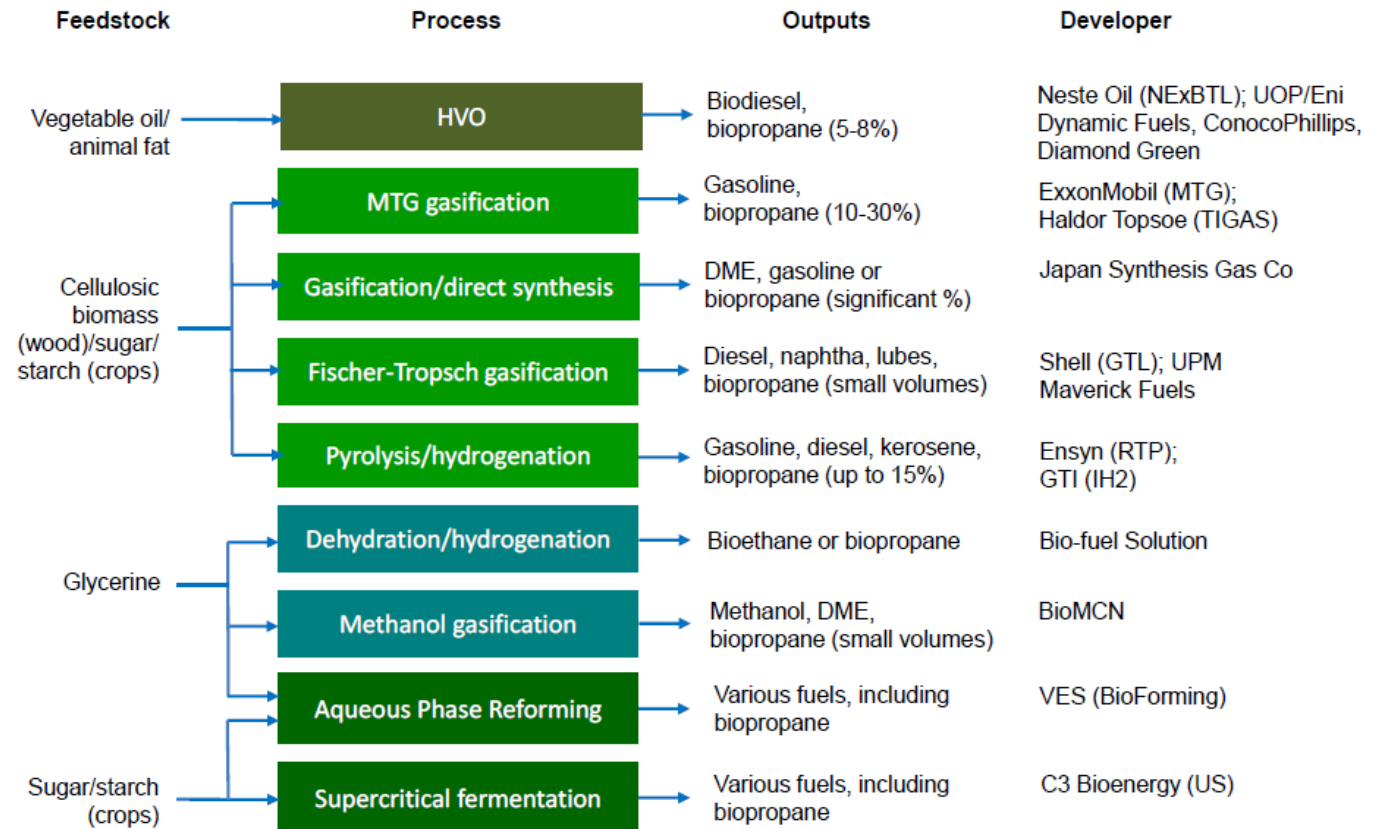 Feedstock
Process
Outputs
Developer
Vegetable oil/
animal fat
HVO
Biodiesel,
biopropane (5-8%)
Neste Oil (NExBTL); UOP/Eni
Dynamic Fuels, ConocoPhillips,
Diamond Green
Cellulosic
biomass
(wood)/sugar/
starch (crops)
MTG gasification
Gasoline,
biopropane (10-30%)
ExxonMobil (MTG);
Haldor Topsoe (TIGAS)
Gasification/direct synthesis
DME, gasoline or
biopropane (significant %)
Japan Synthesis Gas Co
Fischer-Tropsch gasification
Diesel, naphtha, lubes,
biopropane (small volumes)
Shell (GTL); UPM
Maverick Fuels
Pyrolysis/hydrogenation
Gasoline, diesel, kerosene,
biopropane (up to 15%)
Ensyn (RTP);
GTI (IH2)
Glycerine
Dehydration/hydrogenation
Bioethane or biopropane
Bio-fuel Solution
Methanol gasification
Methanol, DME,
biopropane (small volumes)
BioMCN
Aqueous Phase Reforming
Various fuels, including
biopropane
VES (BioForming)
Sugar/starch
(crops)
Supercritical fermentation
Various fuels, including
biopropane
C3 Bioenergy (US)